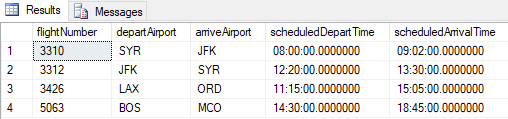 Results Messages
flightNumber departAirport arriveAirport scheduledDepartTime scheduledArrivalTime
1 3310 SYR JFK 08:00:00.0000000 09:02:00.0000000
2 3312 JFK SYR 12:20:00.0000000 13:30:00.0000000
3 3426 LAX ORD 11:15:00.0000000 15:05:00.0000000
4 5063 BOS MCO 14:30:00.0000000 18:45:00.0000000